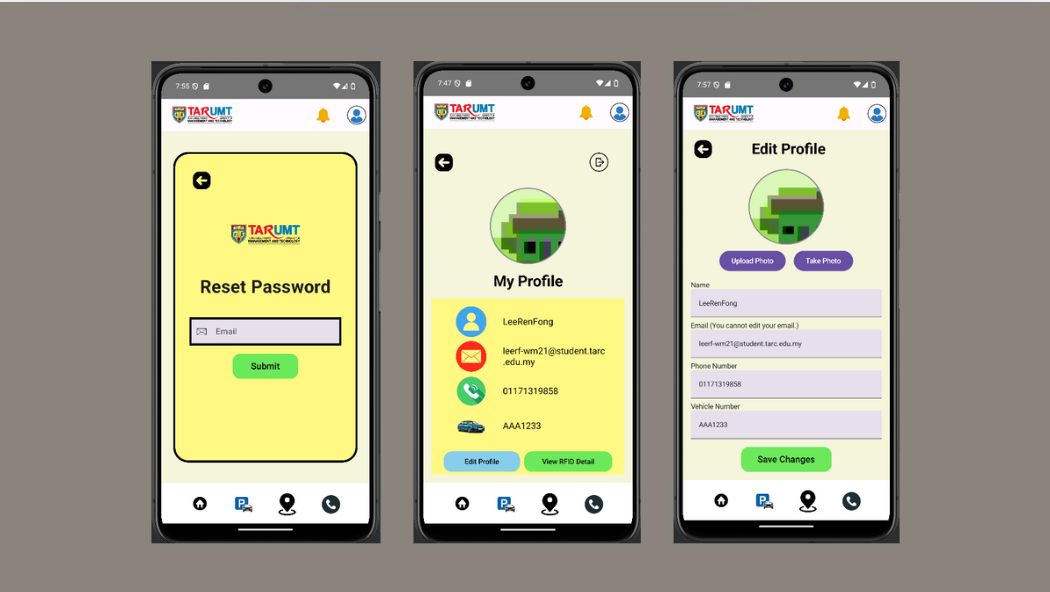 7:55
TARUMT
TARUMT
Reset Password
Email
Submit
P
7:47
TARUMT
My Profile
LeeRenFong
leerf-wm21@student.tarc
.edu.my
01171319858
AAA1233
Edit Profile
View RFID Detail
P
7:57
TARUMT
Edit Profile
Upload Photo
Take Photo
Name
LeeRenFong
Email (You cannot edit your email.)
leerf-wm21@student.tarc.edu.my
Phone Number
01171319858
Vehicle Number
AAA1233
Save Changes
P